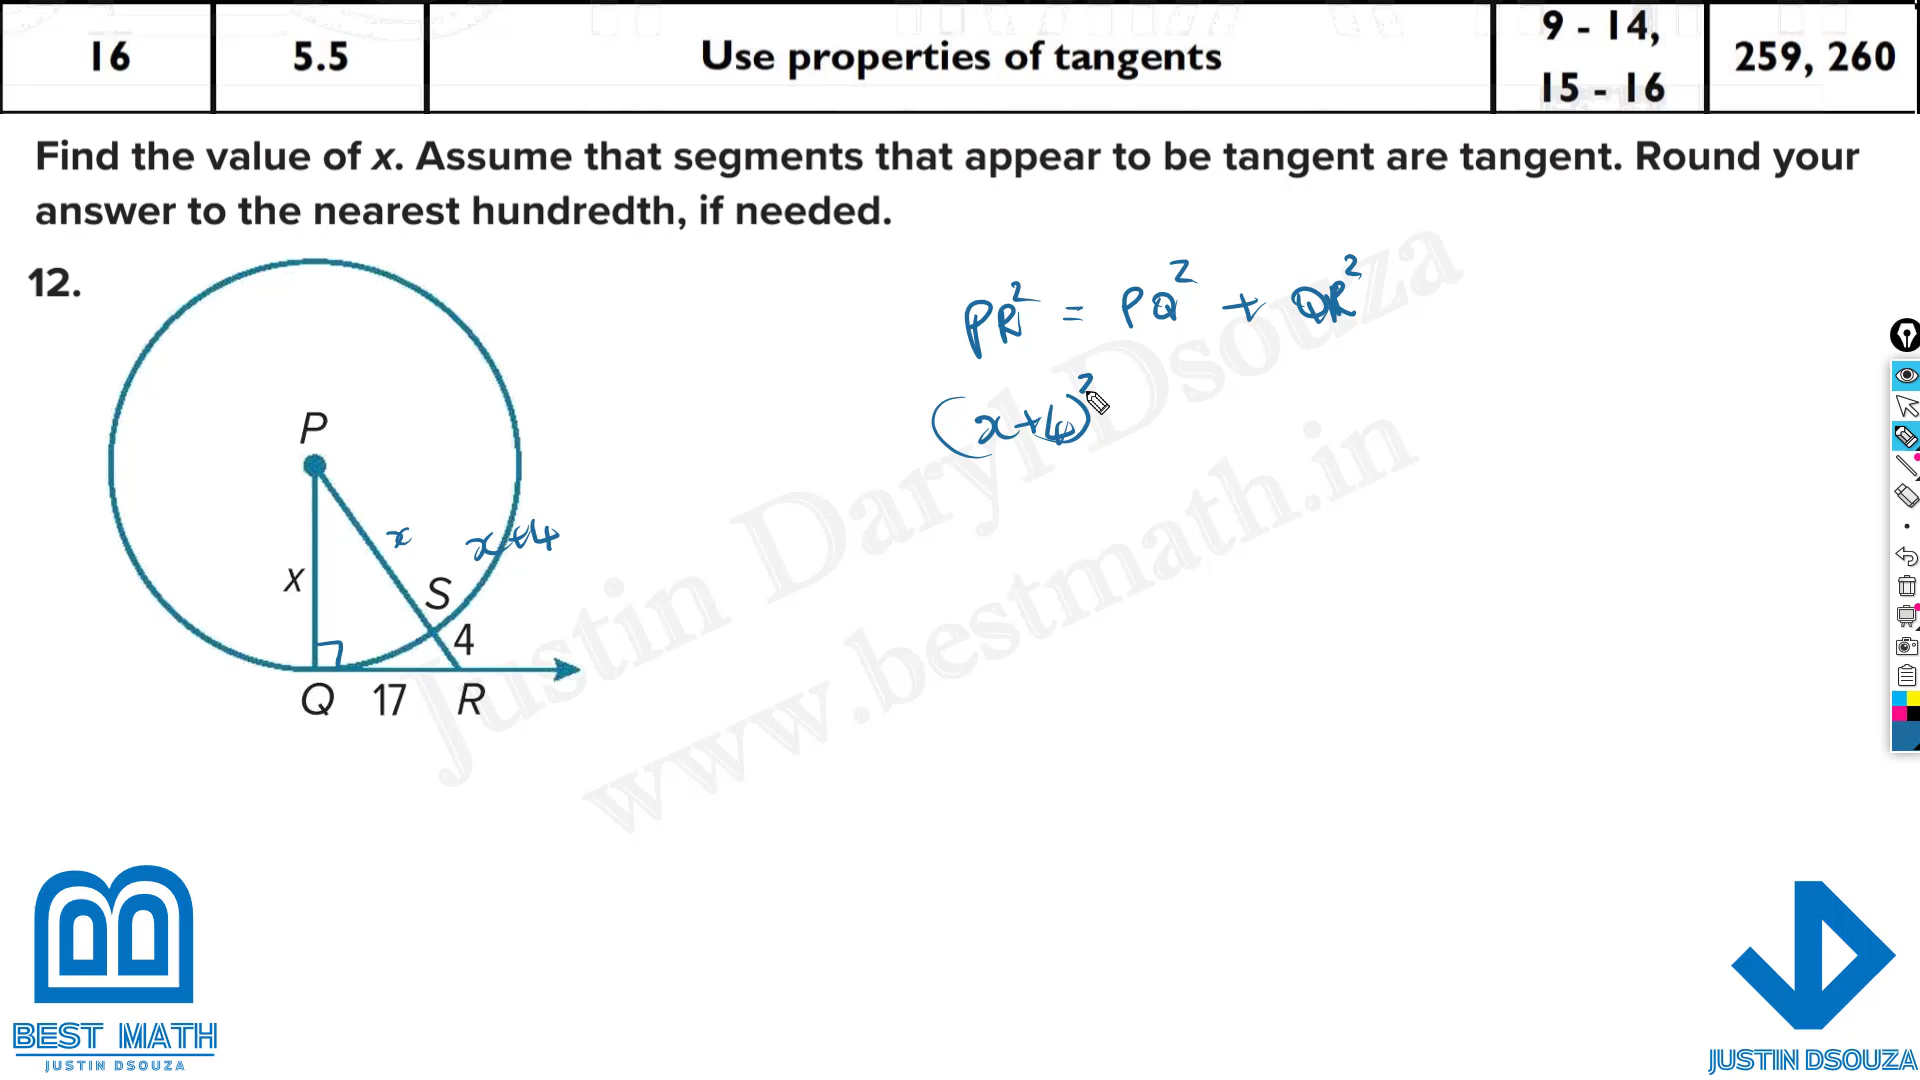 16 5.5 Use properties of tangents 9 - 14, 15 - 16 259, 260
Find the value of x. Assume that segments that appear to be tangent are tangent. Round your
answer to the nearest hundredth, if needed.
12.
PR² = PQ² + QR²
(x+4)²
P
x
x+4
x
S
4
Q 17 R
Justin Daryl Dsouza
www.bestmath.in
BEST MATH
JUSTIN DSOUZA
JUSTIN DSOUZA